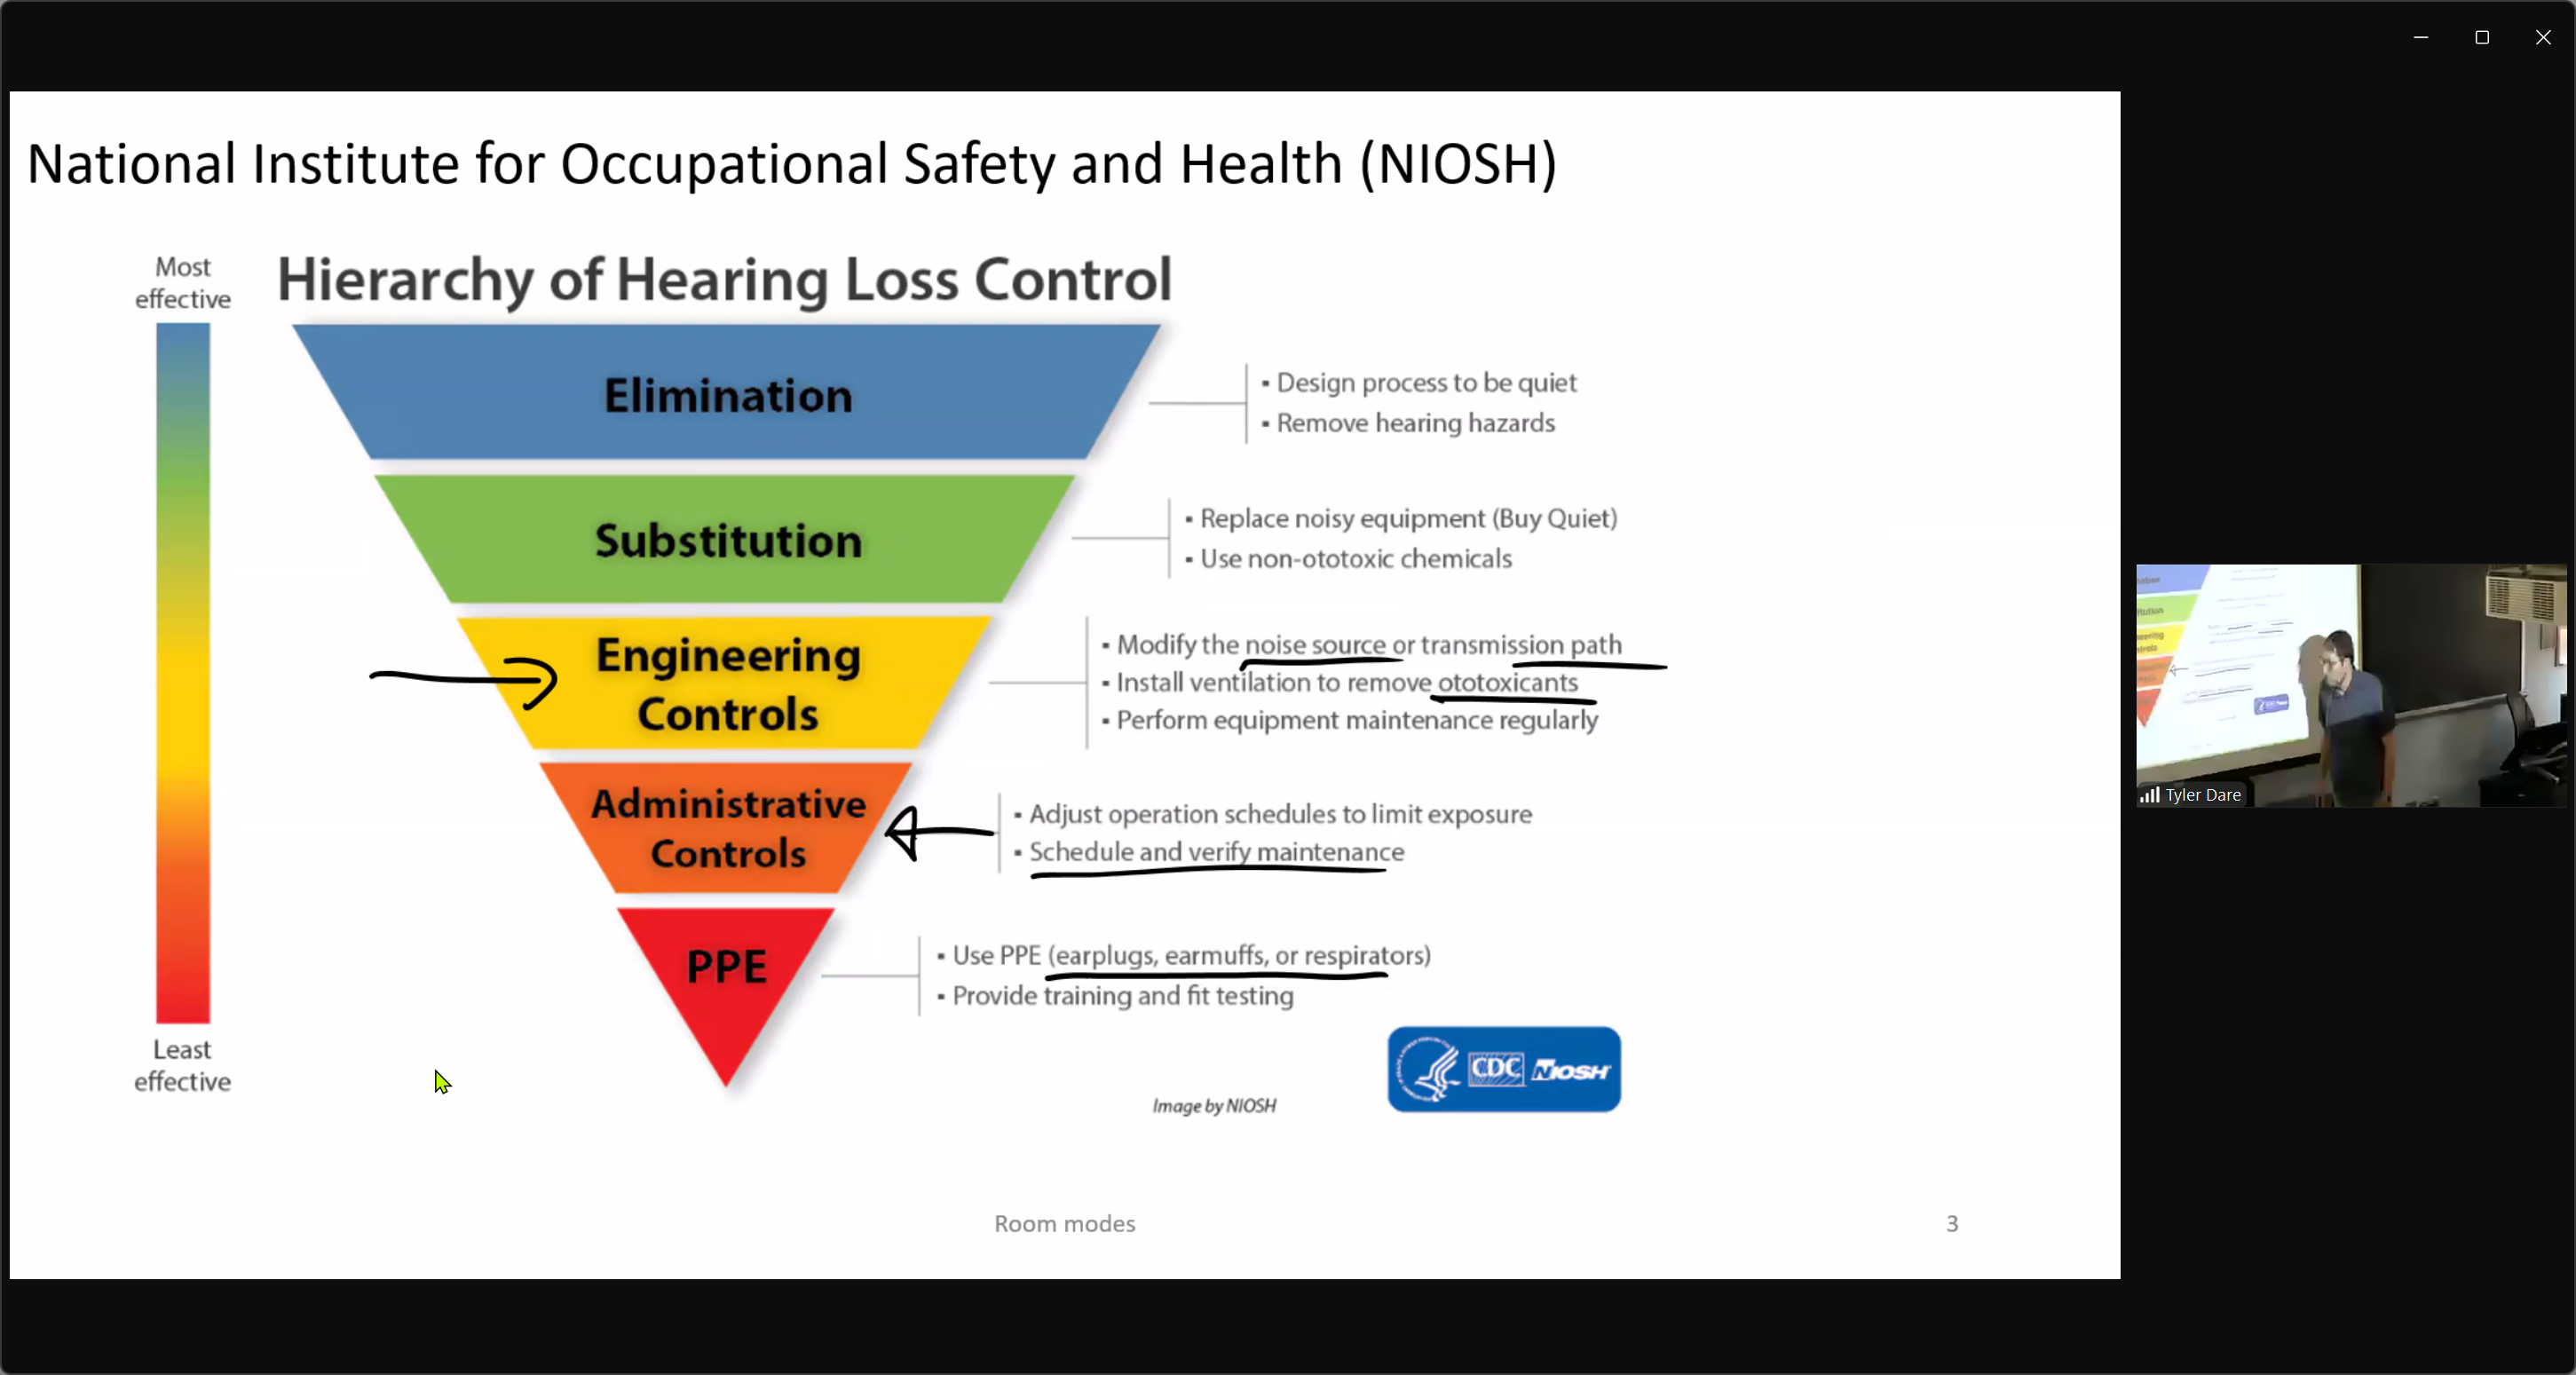 National Institute for Occupational Safety and Health (NIOSH)
Most
effective
Hierarchy of Hearing Loss Control
Elimination
▪ Design process to be quiet
▪ Remove hearing hazards
Substitution
▪ Replace noisy equipment (Buy Quiet)
▪ Use non-ototoxic chemicals
Engineering
Controls
▪ Modify the noise source or transmission path
▪ Install ventilation to remove ototoxicants
▪ Perform equipment maintenance regularly
Administrative
Controls
▪ Adjust operation schedules to limit exposure
▪ Schedule and verify maintenance
PPE
▪ Use PPE (earplugs, earmuffs, or respirators)
▪ Provide training and fit testing
Least
effective
Image by NIOSH
CDC NIOSH
Room modes
3
Tyler Dare